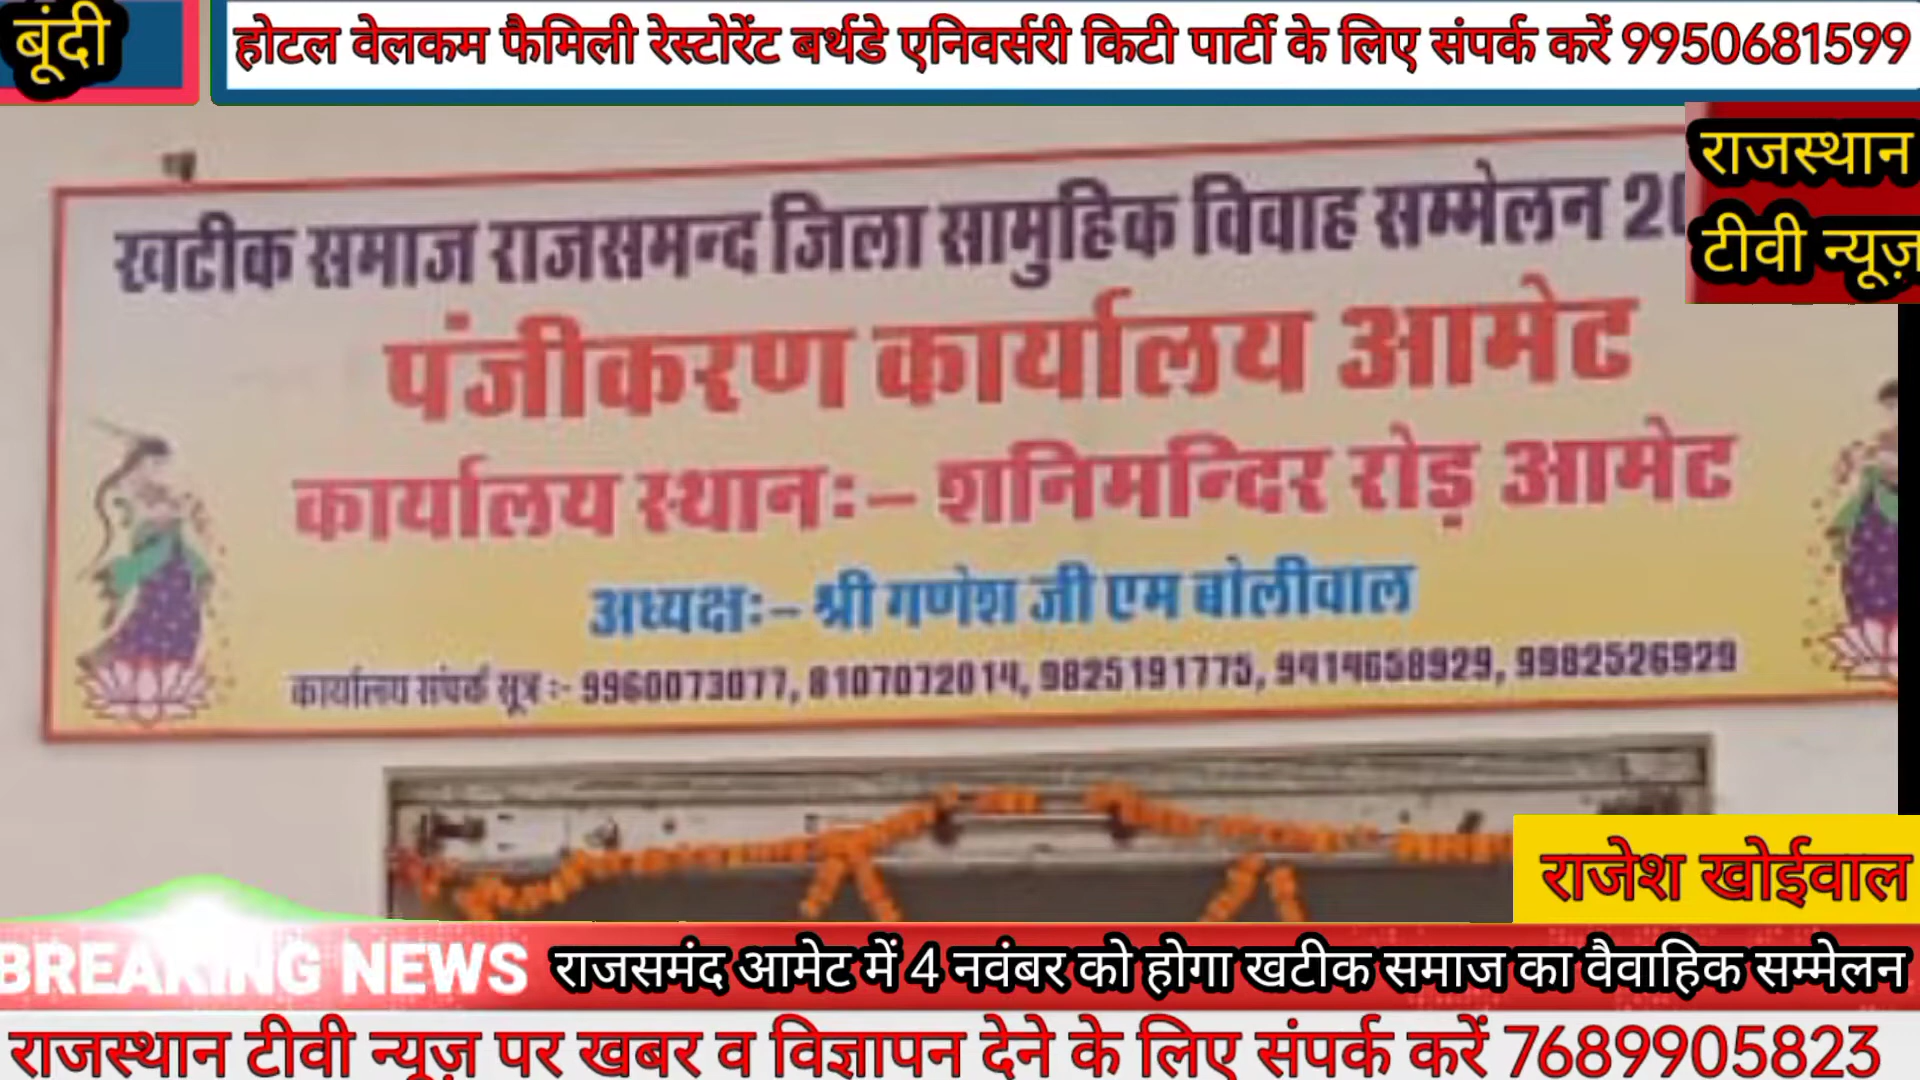 बूंदी
होटल वेलकम फैमिली रेस्टोरेंट बर्थडे एनिवर्सरी किटी पार्टी के लिए संपर्क करें 9950681599
राजस्थान
टीवी न्यूज़
खटीक समाज राजसमन्द जिला सामुहिक विवाह सम्मेलन
पंजीकरण कार्यालय आमेट
कार्यालय स्थानः- शनिमन्दिर रोड़ आमेट
अध्यक्षः- श्री गणेश जी एम बोलीवाल
कार्यालय संपर्क सूत्र :- 9960073077, 8107072014, 9825191775, 9414658929, 9982526929
राजेश खोईवाल
BREAKING NEWS राजसमंद आमेट में 4 नवंबर को होगा खटीक समाज का वैवाहिक सम्मेलन
राजस्थान टीवी न्यूज़ पर खबर व विज्ञापन देने के लिए संपर्क करें 7689905823